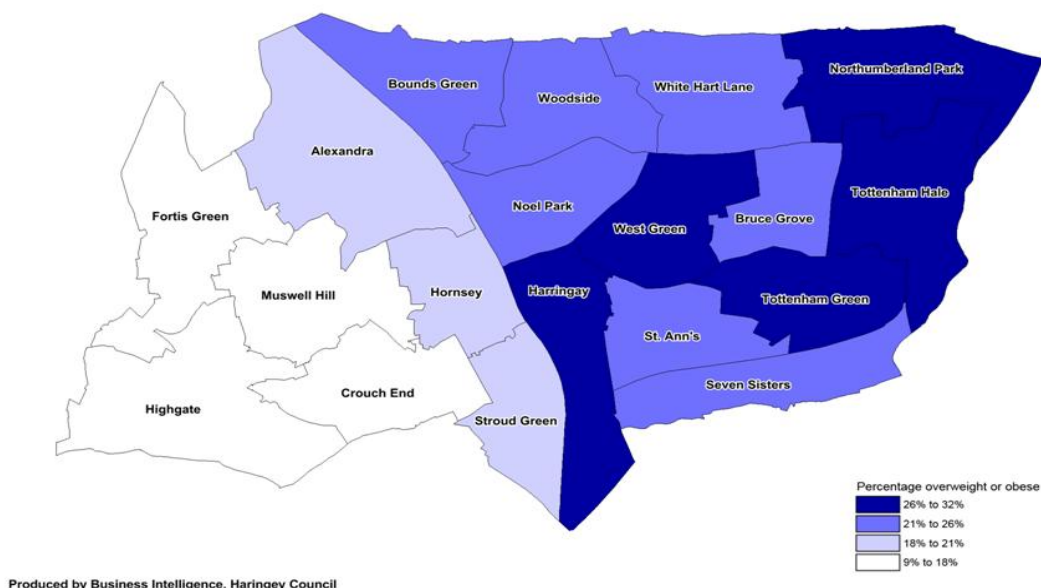 Northumberland Park
Bounds Green
White Hart Lane
Woodside
Alexandra
Tottenham Hale
Noel Park
Fortis Green
Bruce Grove
West Green
Harringay
Hornsey
Muswell Hill
Tottenham Green
St. Ann's
Seven Sisters
Crouch End
Highgate
Stroud Green
Percentage overweight or obese
26% to 32%
21% to 26%
18% to 21%
9% to 18%
Produced by Business Intelligence, Haringey Council